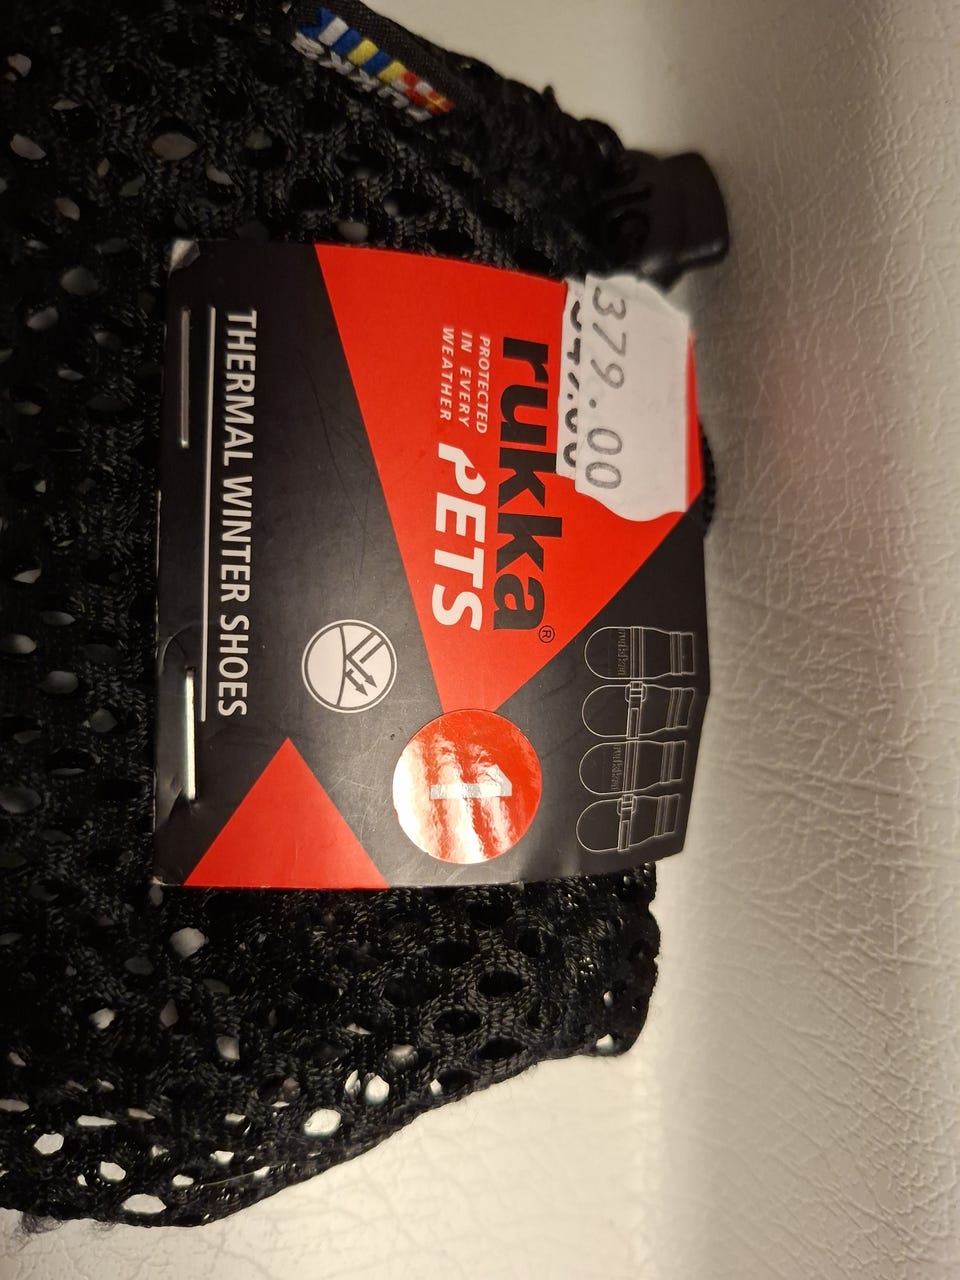 379.00
rukka®
PROTECTED
IN EVERY
WEATHER
PETS
1
THERMAL WINTER SHOES